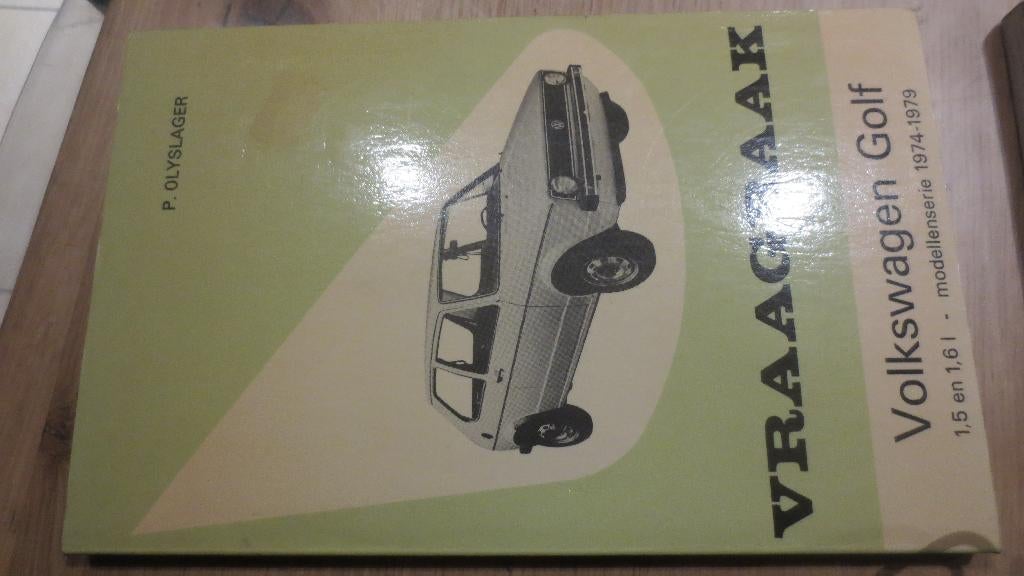 P. OLYSLAGER
VRAAGBAAK
Volkswagen Golf
1,5 en 1,6 l - modellenserie 1974-1979